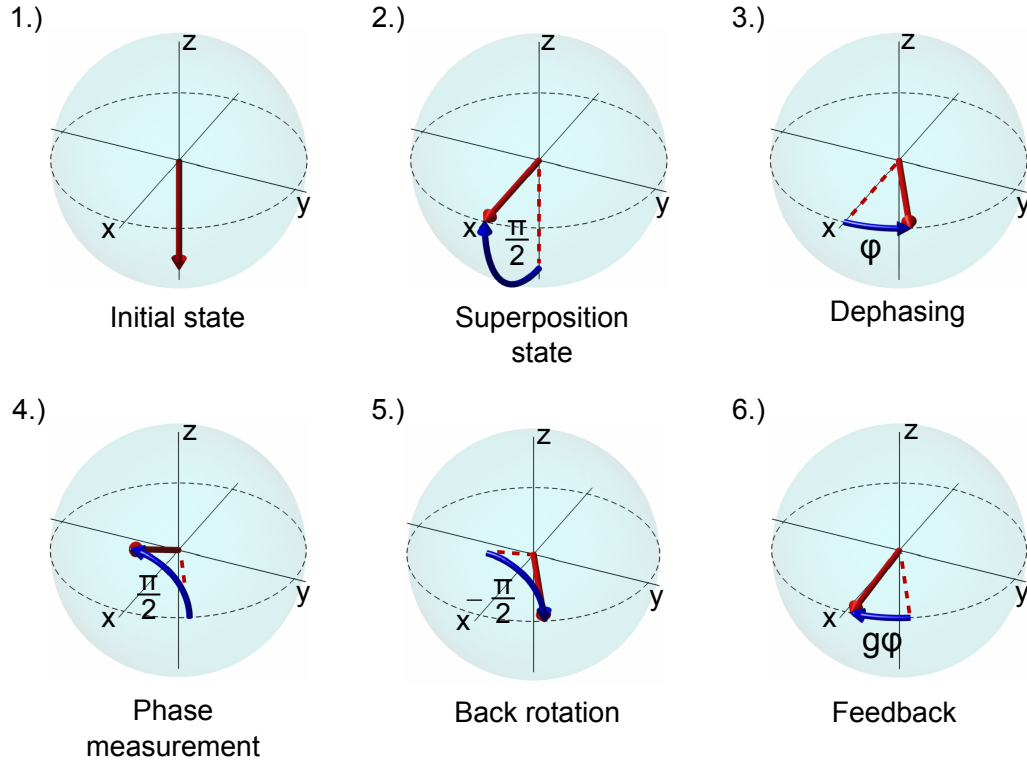 1.)
z
y
x
Initial state
2.)
z
y
x
π
2
Superposition
state
3.)
z
y
x
φ
Dephasing
4.)
z
y
x
π
2
Phase
measurement
5.)
z
y
x
- π
2
Back rotation
6.)
z
y
x
gφ
Feedback